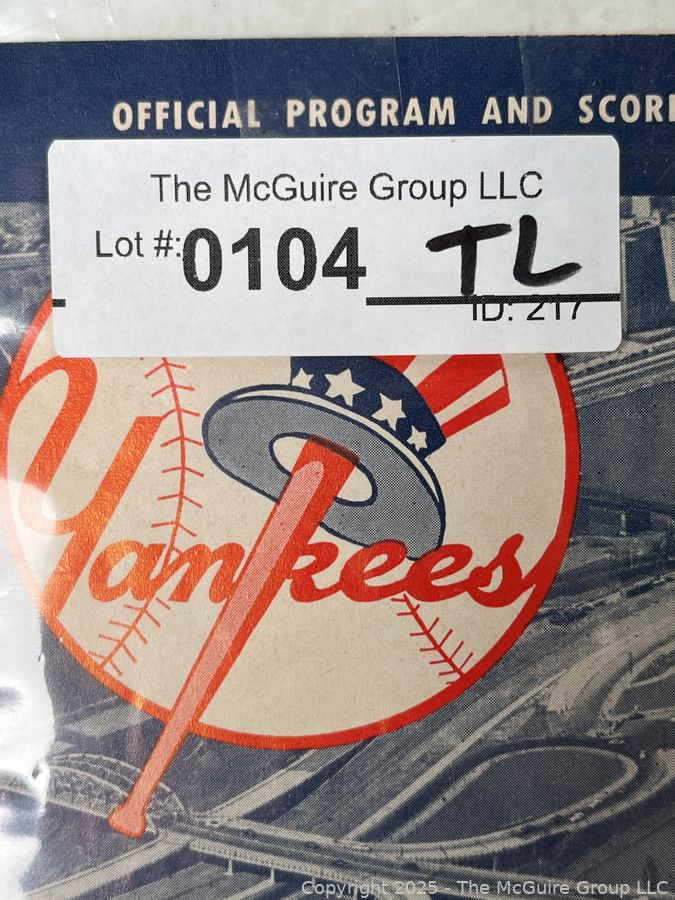 OFFICIAL PROGRAM AND SCOR
The McGuire Group LLC
Lot #:0104 TL
ID: 217
Yankees
Copyright 2025 - The McGuire Group LLC